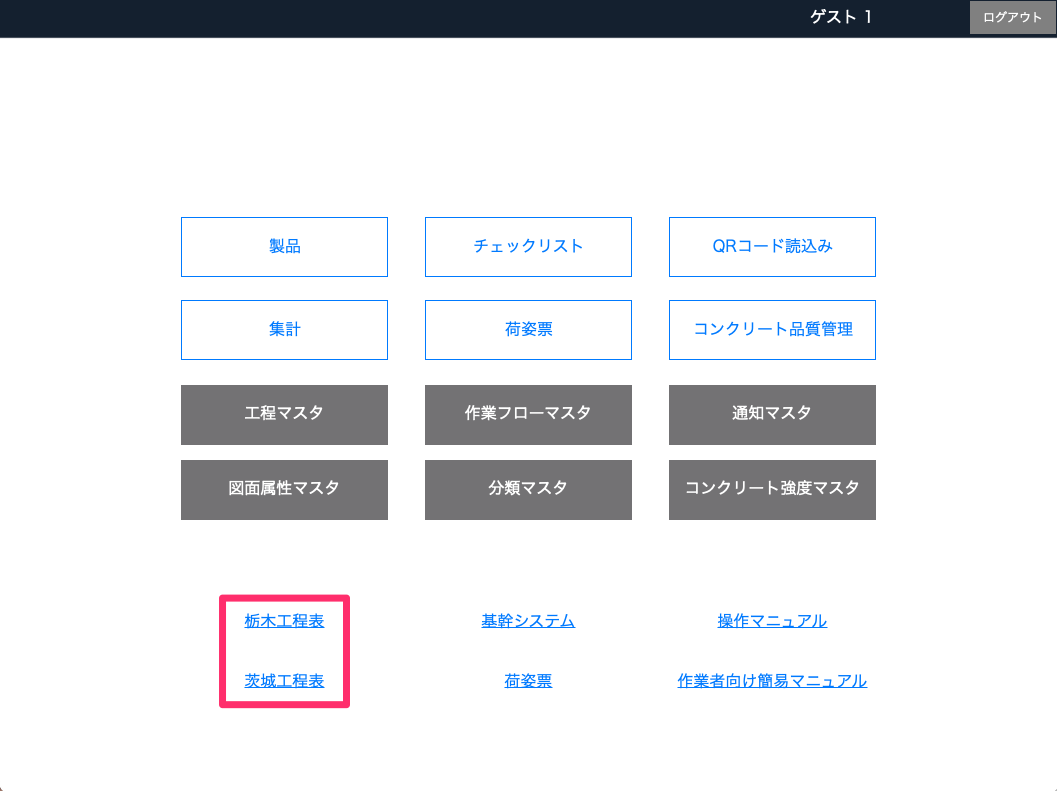 ゲスト 1
ログアウト
製品
チェックリスト
QRコード読込み
集計
荷姿票
コンクリート品質管理
工程マスタ
作業フローマスタ
通知マスタ
図面属性マスタ
分類マスタ
コンクリート強度マスタ
栃木工程表
基幹システム
操作マニュアル
茨城工程表
荷姿票
作業者向け簡易マニュアル